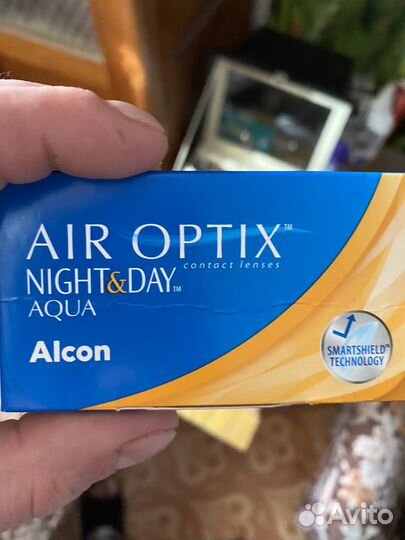 AIR OPTIX™
contact lenses
NIGHT&DAY™
AQUA
Alcon
SMARTSHIELD™
TECHNOLOGY
Avito